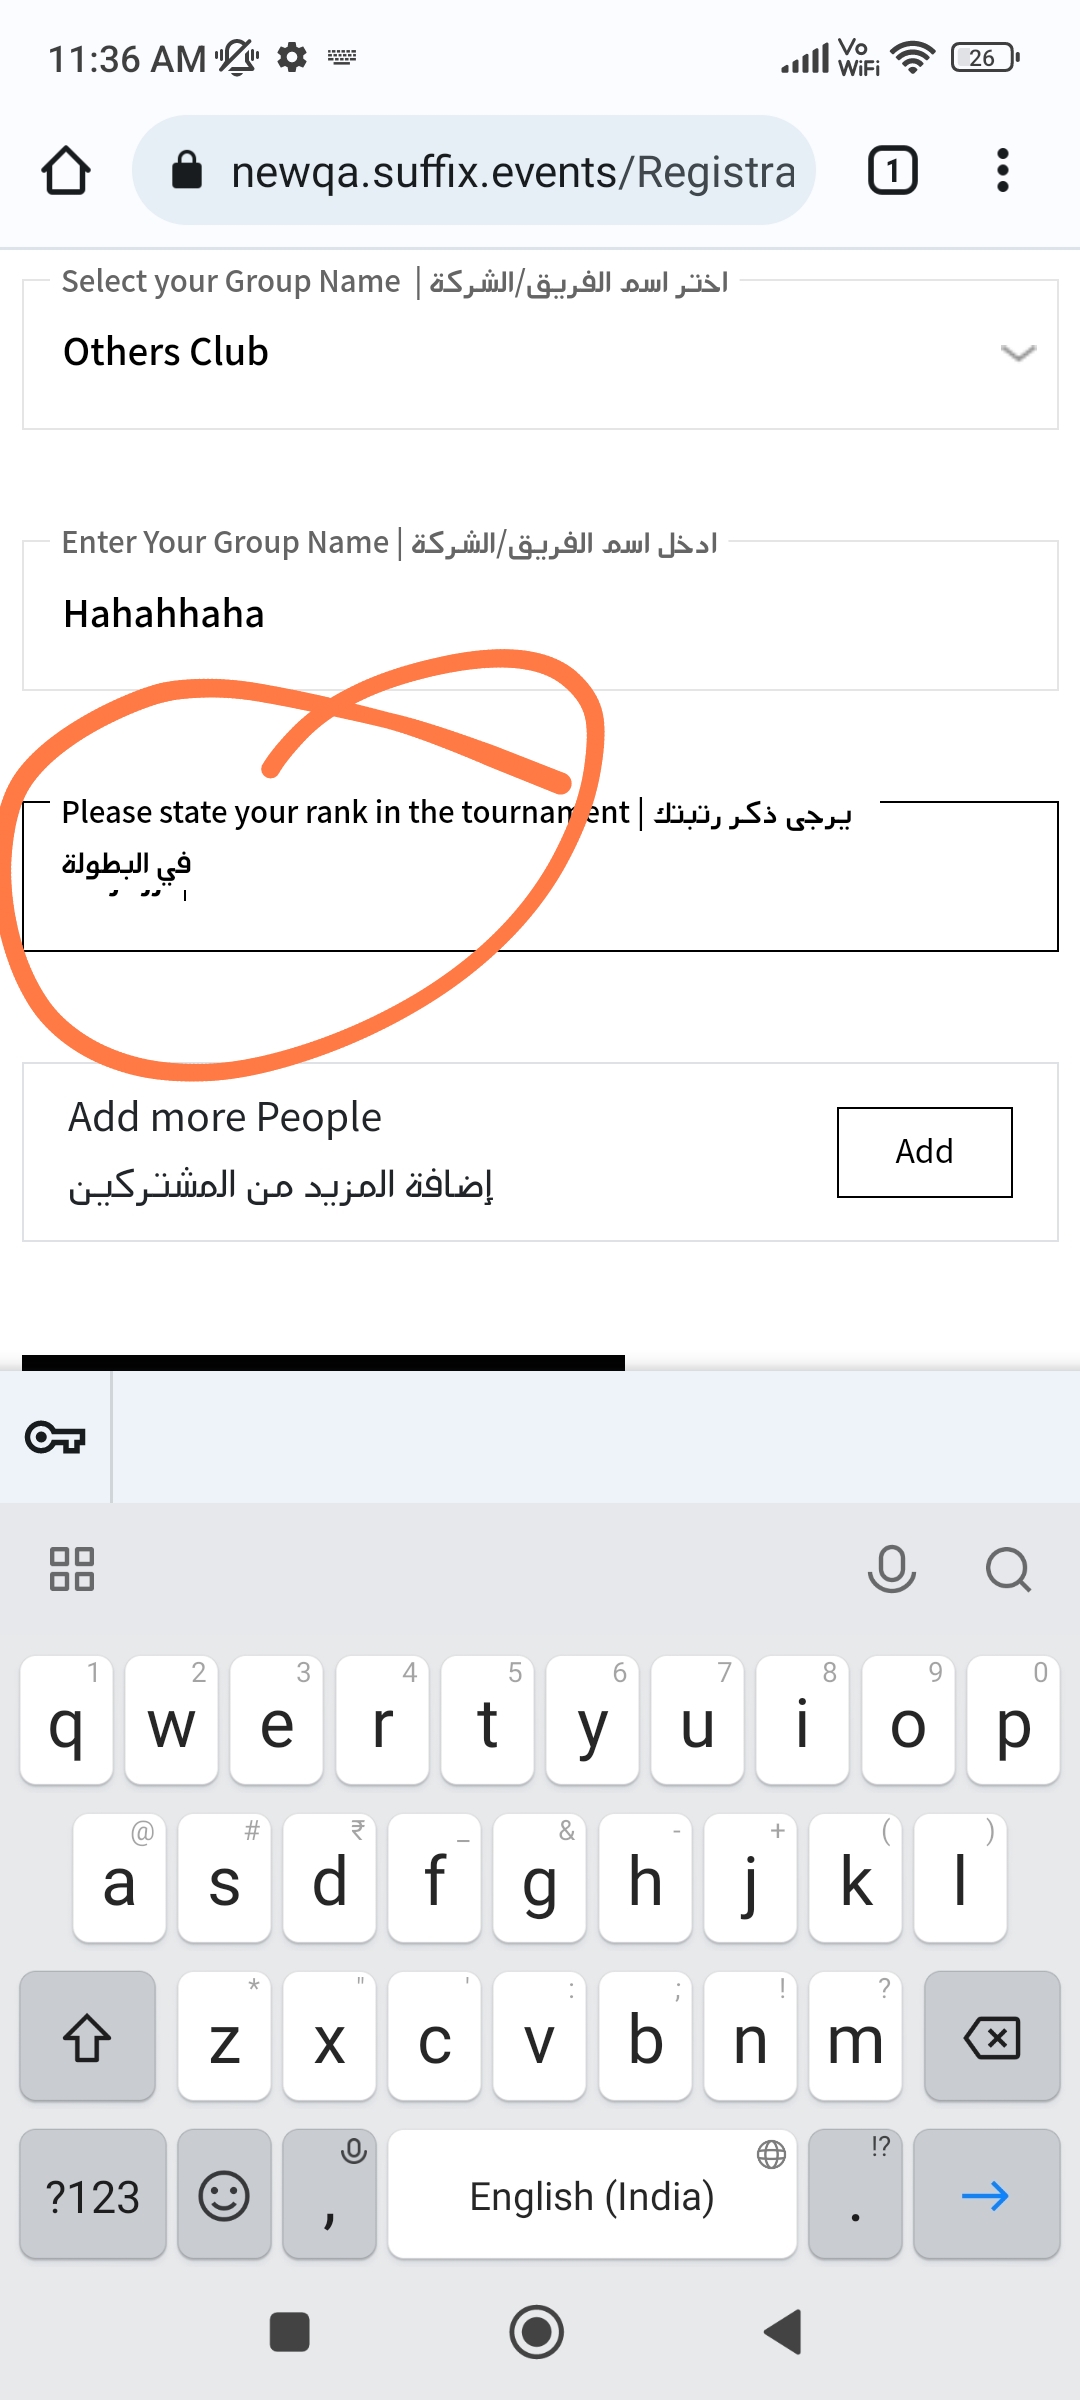 11:36 AM
Vo
WiFi
26
newqa.suffix.events/Registra
1
Select your Group Name | اختر اسم الفريق/الشركة
Others Club
Enter Your Group Name | ادخل اسم الفريق/الشركة
Hahahhaha
Please state your rank in the tournament | يرجى ذكر رتبتك
في البطولة
Add more People
إضافة المزيد من المشتركين
Add
1 2 3 4 5 6 7 8 9 0
q w e r t y u i o p
@ # ₹ _ & - + ( )
a s d f g h j k l
* " ' : ; ! ?
z x c v b n m
!?
?123 , English (India) .